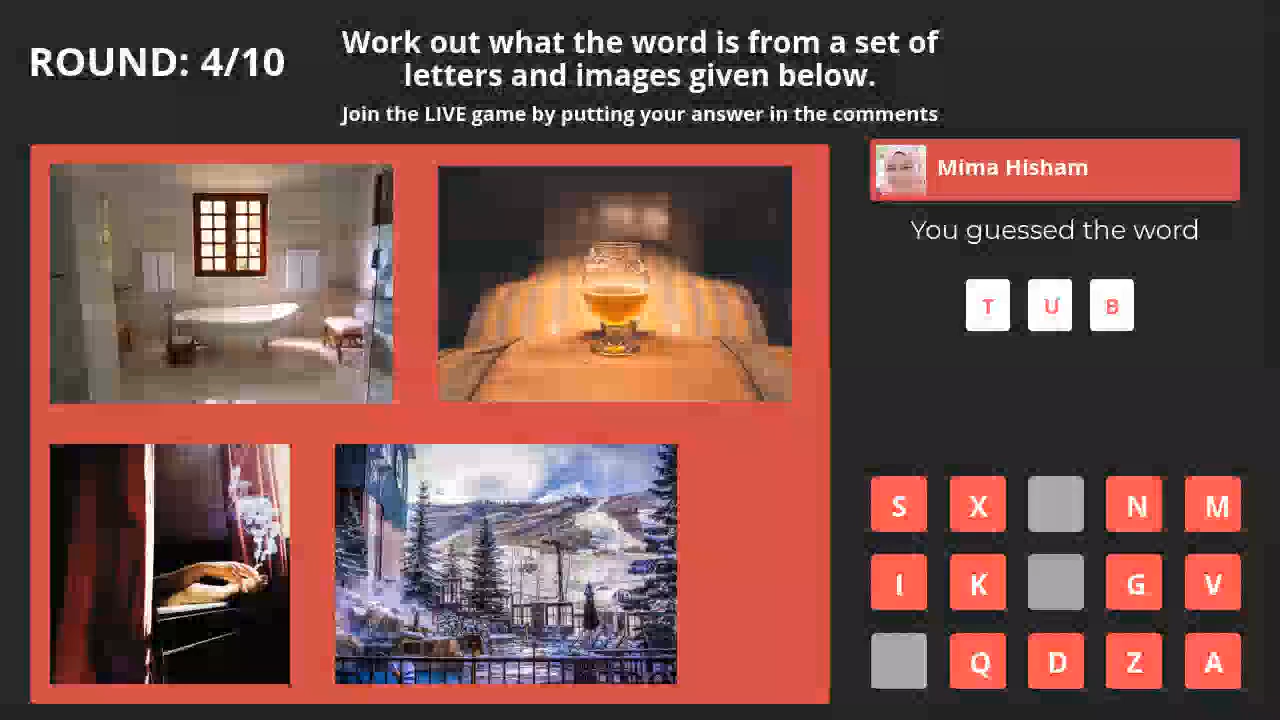 ROUND: 4/10
Work out what the word is from a set of
letters and images given below.
Join the LIVE game by putting your answer in the comments
Mima Hisham
You guessed the word
T U B
S X N M
I K G V
Q D Z A